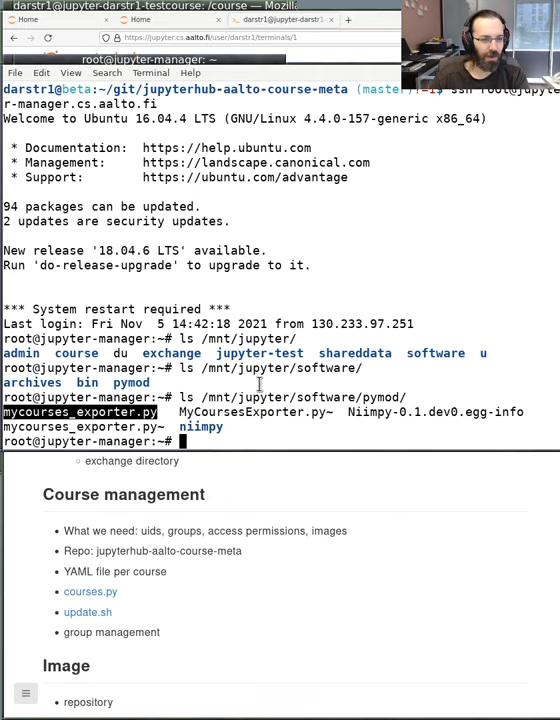 darstr1@jupyter-darstr1-testcourse: /course — Mozilla
Home × Home × darstr1@jupyter-darstr1-tes ×
https://jupyter.cs.aalto.fi/user/darstr1/terminals/1
root@jupyter-manager: ~
File Edit View Search Terminal Help
darstr1@beta:~/git/jupyterhub-aalto-course-meta (master)!=1$ ssh root@jupyte
r-manager.cs.aalto.fi
Welcome to Ubuntu 16.04.4 LTS (GNU/Linux 4.4.0-157-generic x86_64)
* Documentation: https://help.ubuntu.com
* Management: https://landscape.canonical.com
* Support: https://ubuntu.com/advantage
94 packages can be updated.
2 updates are security updates.
New release '18.04.6 LTS' available.
Run 'do-release-upgrade' to upgrade to it.
*** System restart required ***
Last login: Fri Nov 5 14:42:18 2021 from 130.233.97.251
root@jupyter-manager:~# ls /mnt/jupyter/
admin course du exchange jupyter-test shareddata software u
root@jupyter-manager:~# ls /mnt/jupyter/software/
archives bin pymod
root@jupyter-manager:~# ls /mnt/jupyter/software/pymod/
mycourses_exporter.py MyCoursesExporter.py~ Niimpy-0.1.dev0.egg-info
mycourses_exporter.py~ niimpy
root@jupyter-manager:~#
◦ exchange directory
Course management
• What we need: uids, groups, access permissions, images
• Repo: jupyterhub-aalto-course-meta
• YAML file per course
• courses.py
• update.sh
• group management
Image
• repository